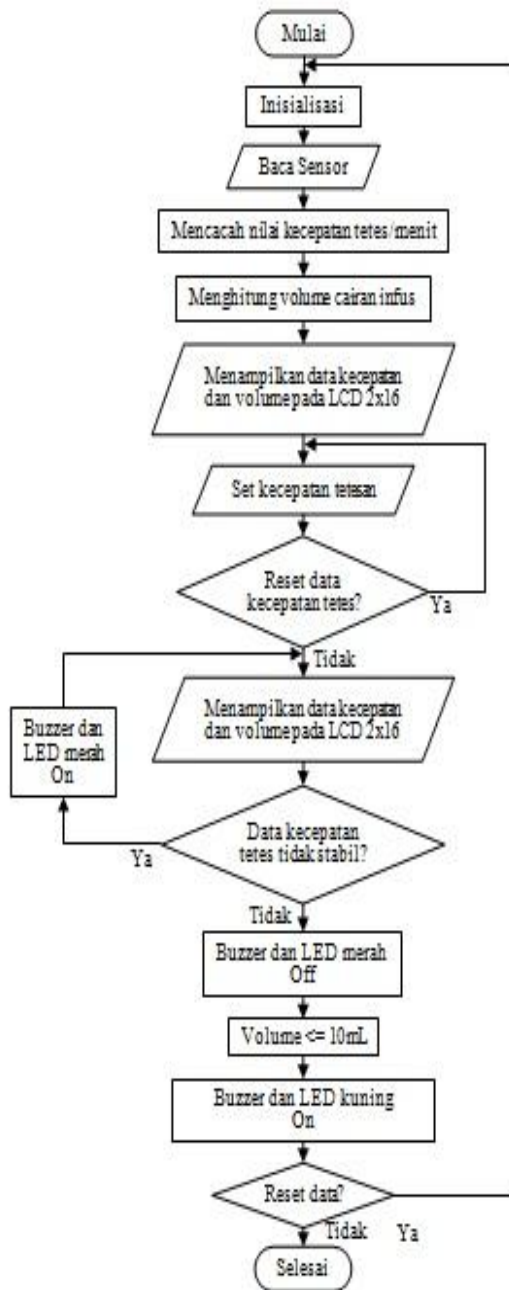 Mulai
Inisialisasi
Baca Sensor
Mencacah nilai kecepatan tetes/menit
Menghitung volume cairan infus
Menampilkan data kecepatan
dan volume pada LCD 2x16
Set kecepatan tetesan
Reset data
kecepatan tetes?
Ya
Tidak
Menampilkan data kecepatan
dan volume pada LCD 2x16
Buzzer dan
LED merah
On
Data kecepatan
tetes tidak stabil?
Ya
Tidak
Buzzer dan LED merah
Off
Volume <= 10mL
Buzzer dan LED kuning
On
Reset data?
Tidak
Ya
Selesai